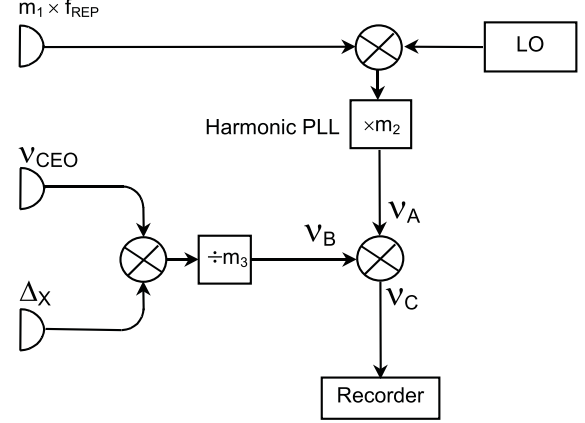 m₁ × fREP
LO
Harmonic PLL
×m₂
νCEO
νA
÷m₃
νB
ΔX
νC
Recorder